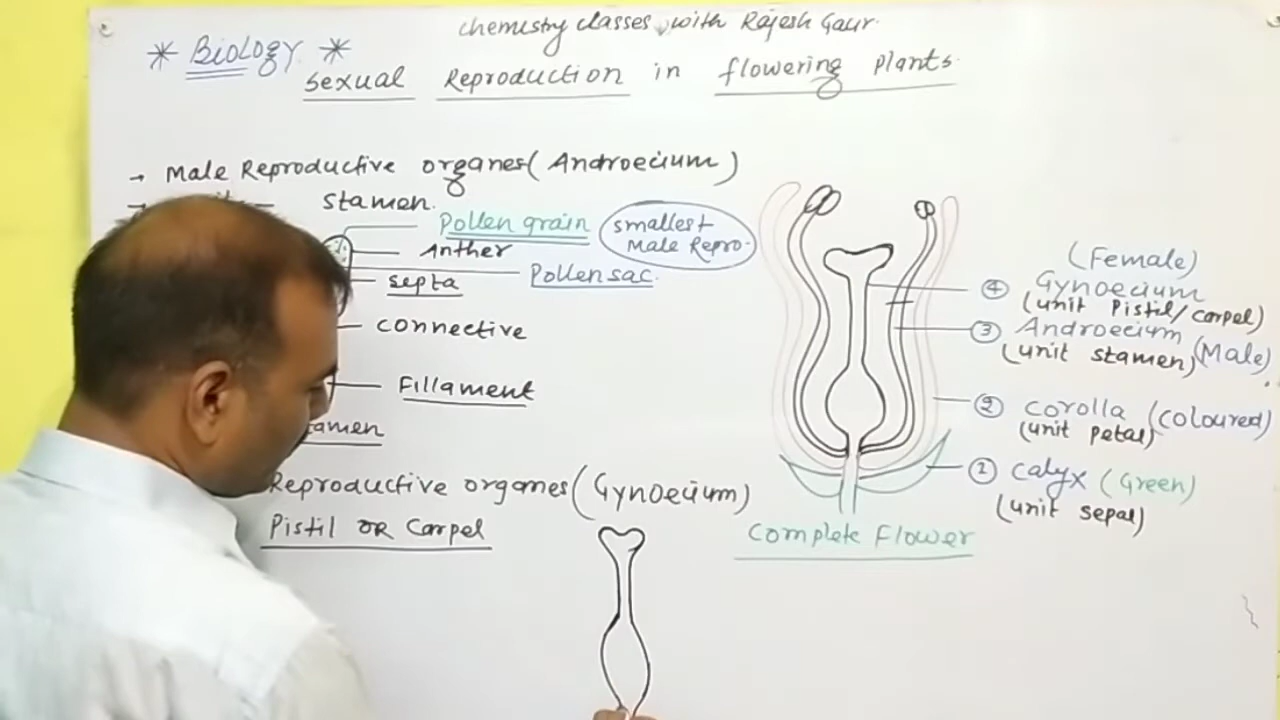 chemistry classes with Rajesh Gaur.
* Biology *
Sexual Reproduction in flowering Plants.
→ Male Reproductive organes (Androecium)
Stamen.
Pollen grain
smallest
Male Repro.
Anther
Pollen sac.
septa
connective
Fillament
tamen
Reproductive organes (Gynoecium)
Pistil OR Carpel
(Female)
④ Gynoecium
(unit Pistil/carpel)
③ Androecium (Male)
(unit stamen)
② corolla (coloured)
(unit petal)
① calyx (Green)
(unit sepal)
Complete Flower